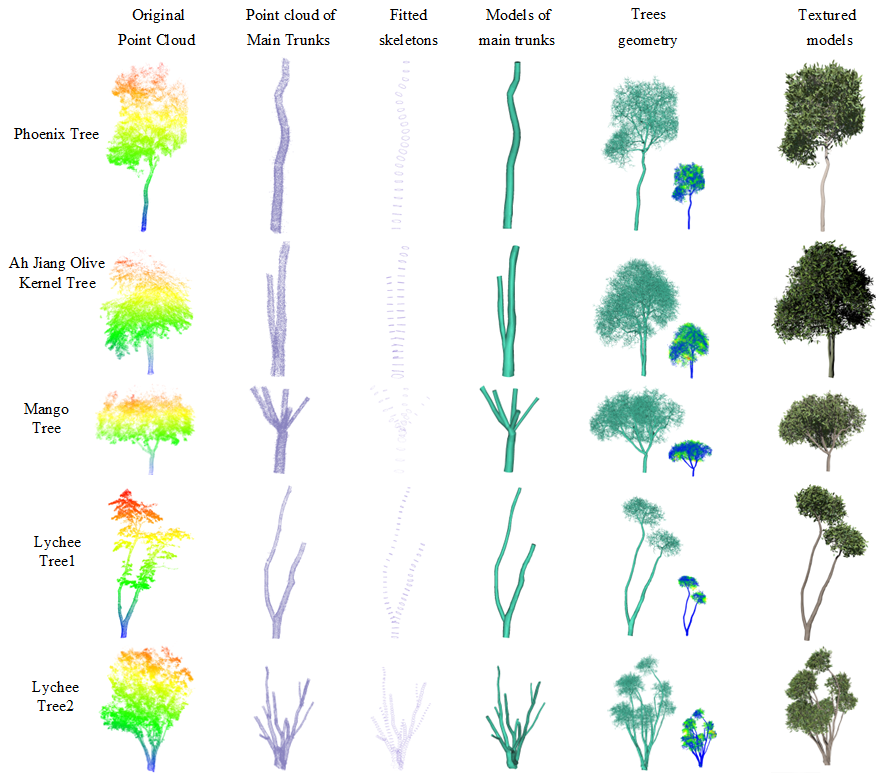 Original
Point Cloud
Point cloud of
Main Trunks
Fitted
skeletons
Models of
main trunks
Trees
geometry
Textured
models
Phoenix Tree
Ah Jiang Olive
Kernel Tree
Mango
Tree
Lychee
Tree1
Lychee
Tree2